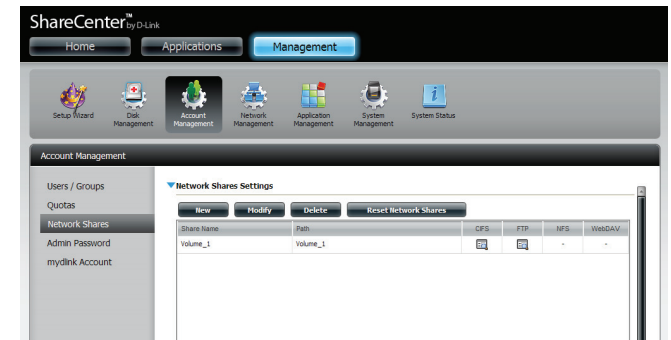 ShareCenter™ by D-Link
Home Applications Management
Setup Wizard Disk Management Account Management Network Management Application Management System Management System Status
Account Management
Users / Groups
Quotas
Network Shares
Admin Password
mydlink Account
Network Shares Settings
New Modify Delete Reset Network Shares
Share Name Path CIFS FTP NFS WebDAV
Volume_1 Volume_1 - -